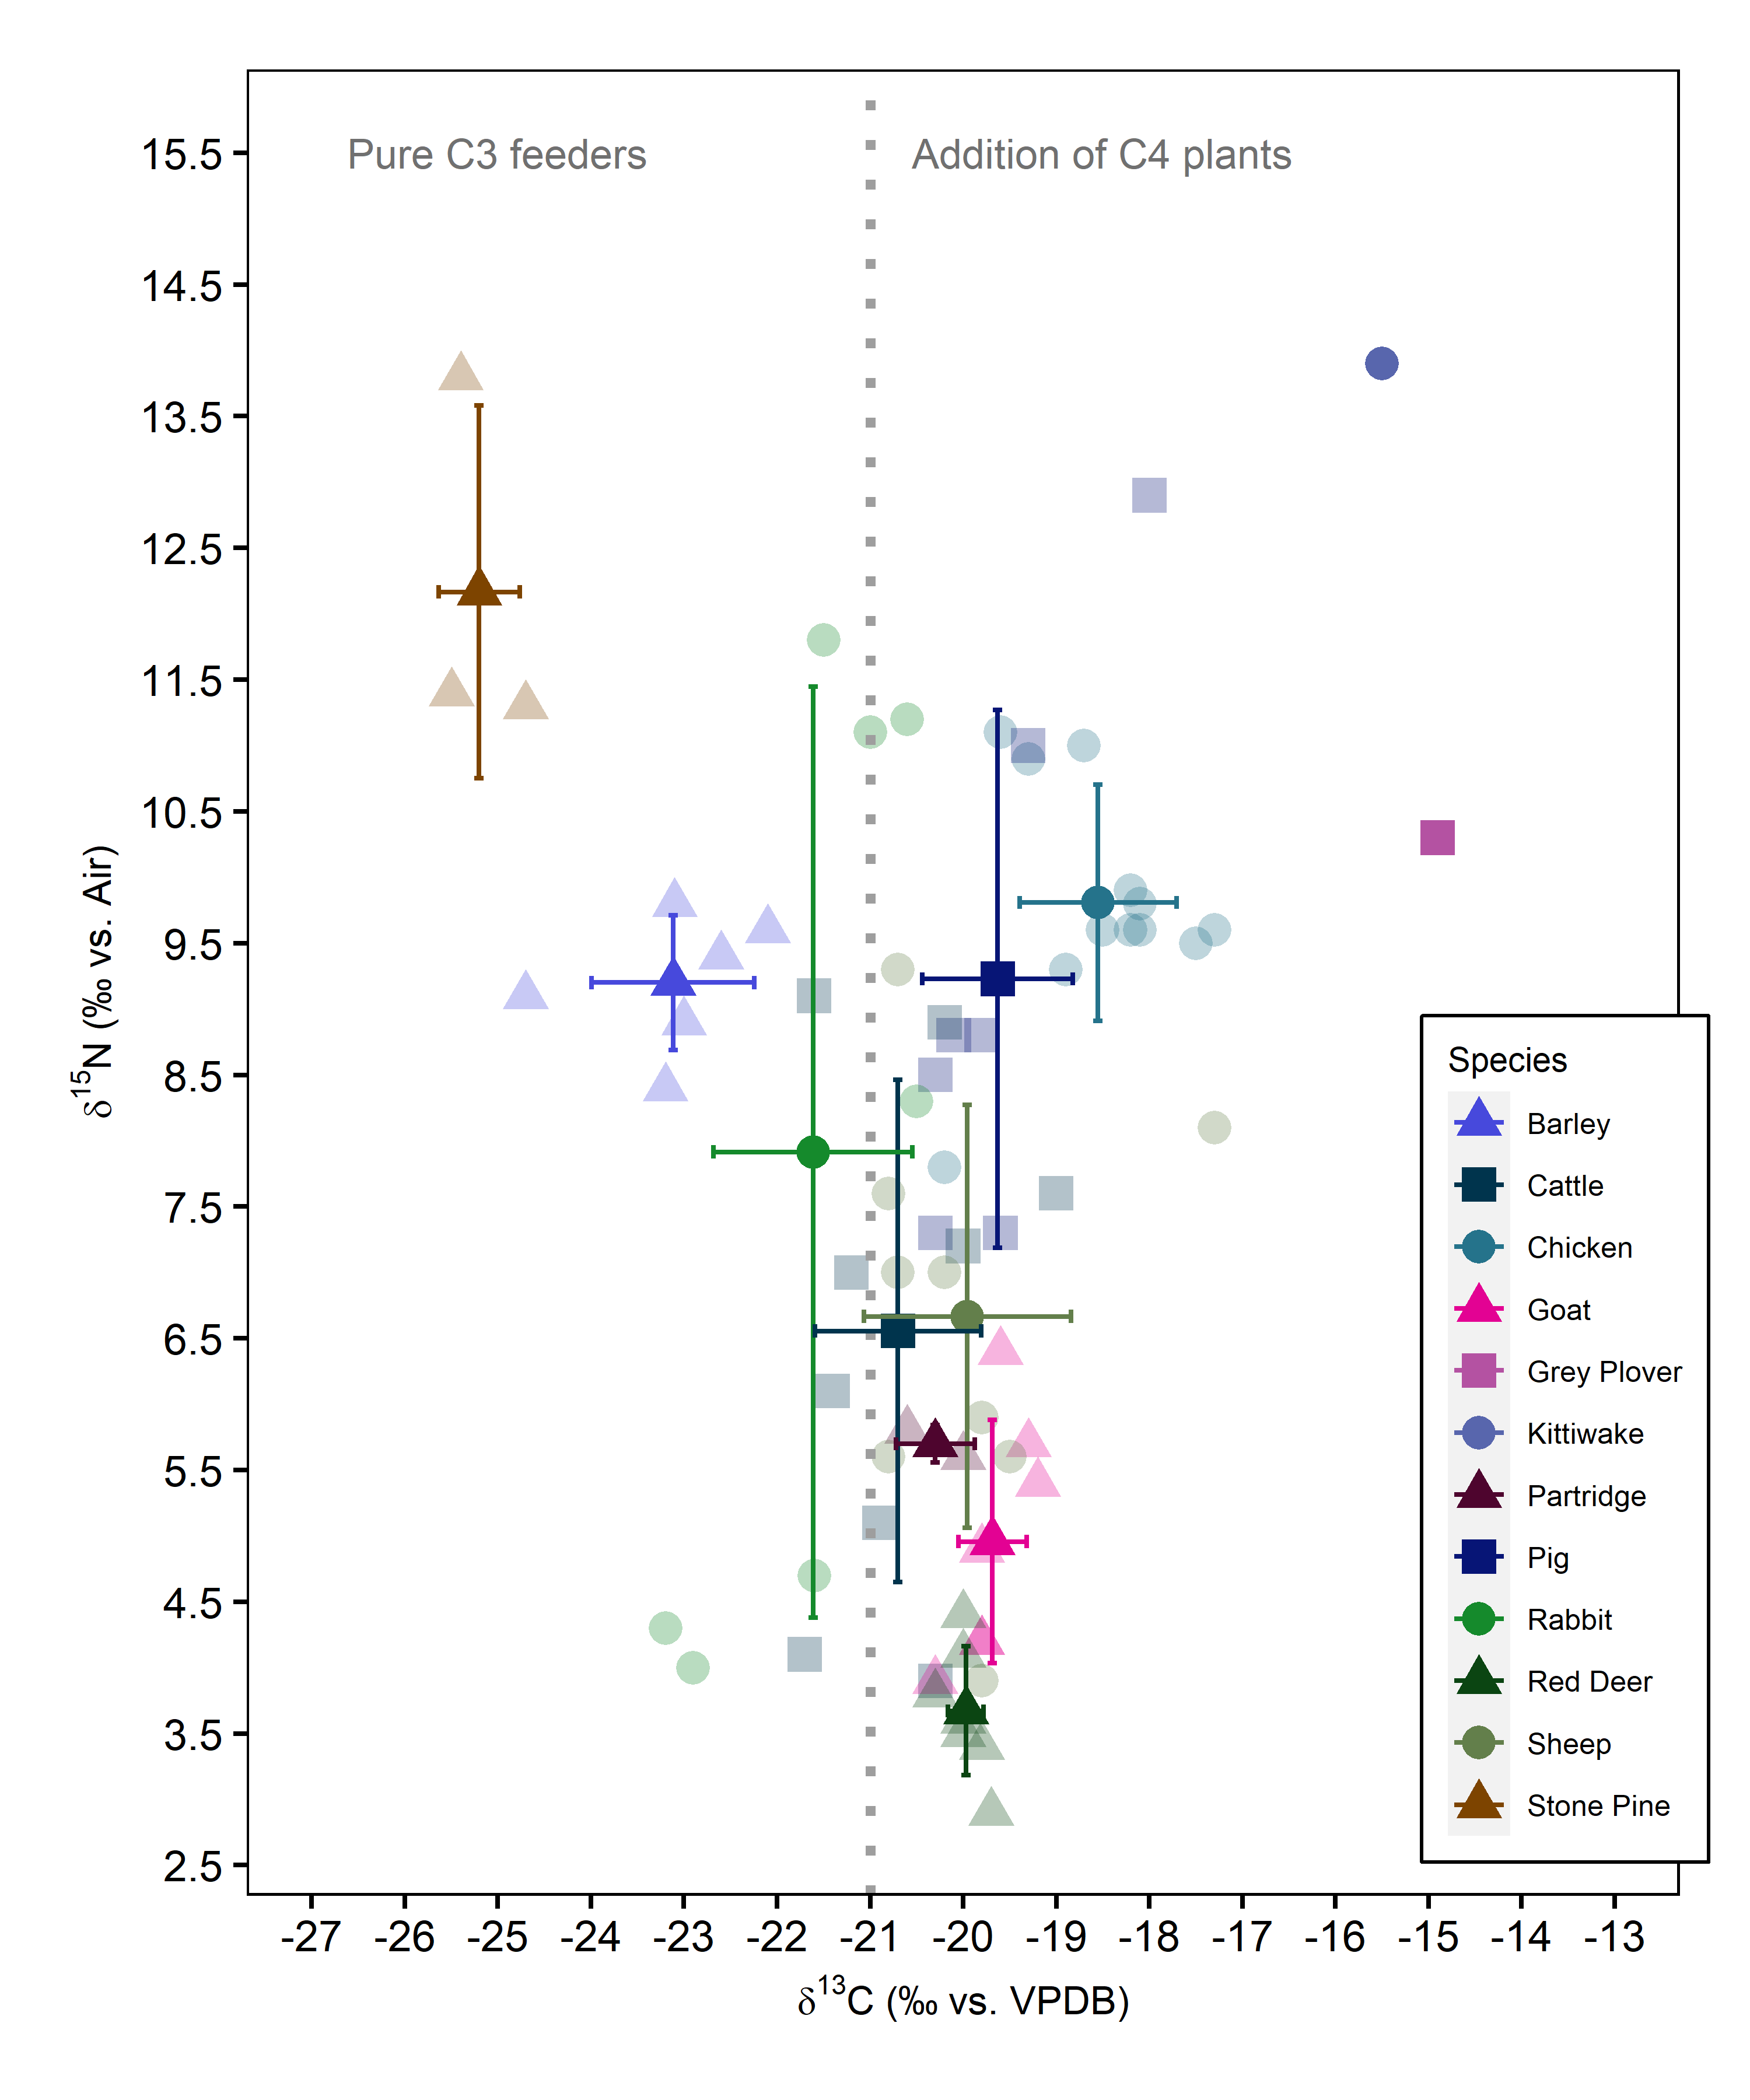 Pure C3 feeders
Addition of C4 plants
15.5
14.5
13.5
12.5
11.5
10.5
9.5
8.5
7.5
6.5
5.5
4.5
3.5
2.5
δ15N (‰ vs. Air)
-27 -26 -25 -24 -23 -22 -21 -20 -19 -18 -17 -16 -15 -14 -13
δ13C (‰ vs. VPDB)
Species
Barley
Cattle
Chicken
Goat
Grey Plover
Kittiwake
Partridge
Pig
Rabbit
Red Deer
Sheep
Stone Pine